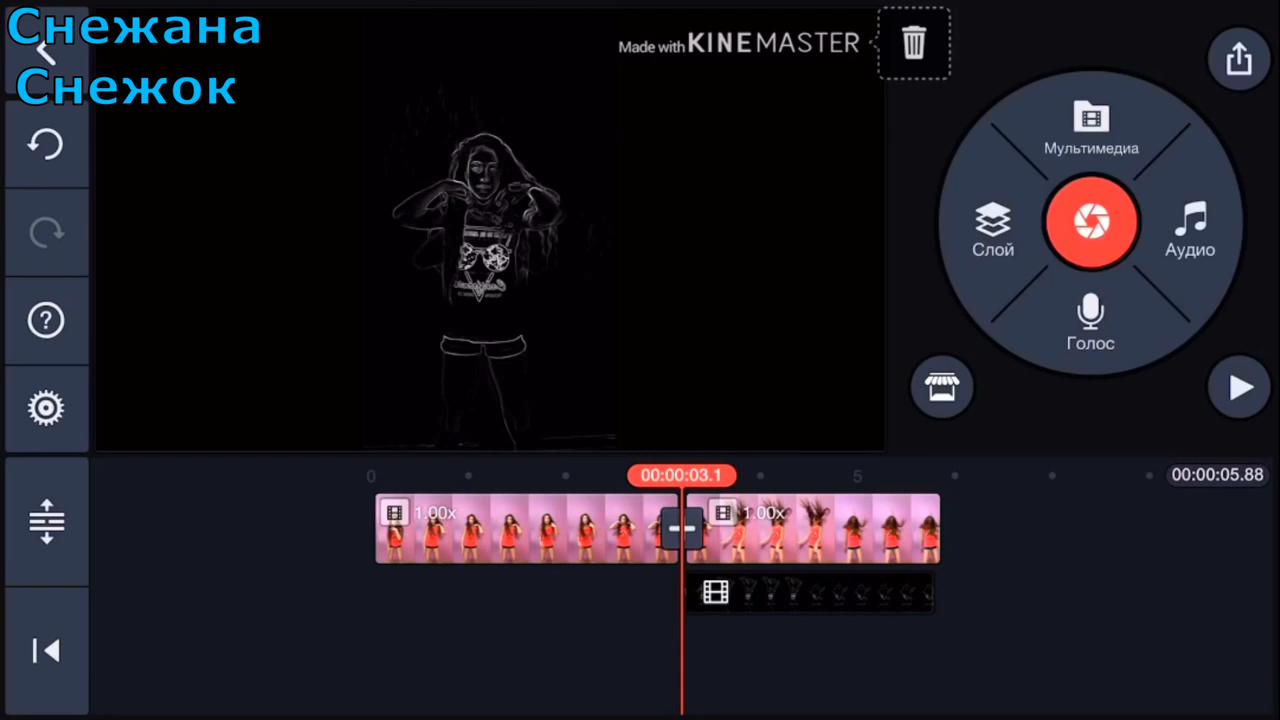 Снежана
Снежок
Made with KINEMASTER
Мультимедиа
Слой
Аудио
Голос
0
00:00:03.1
5
00:00:05.88
1.00x
1.00x